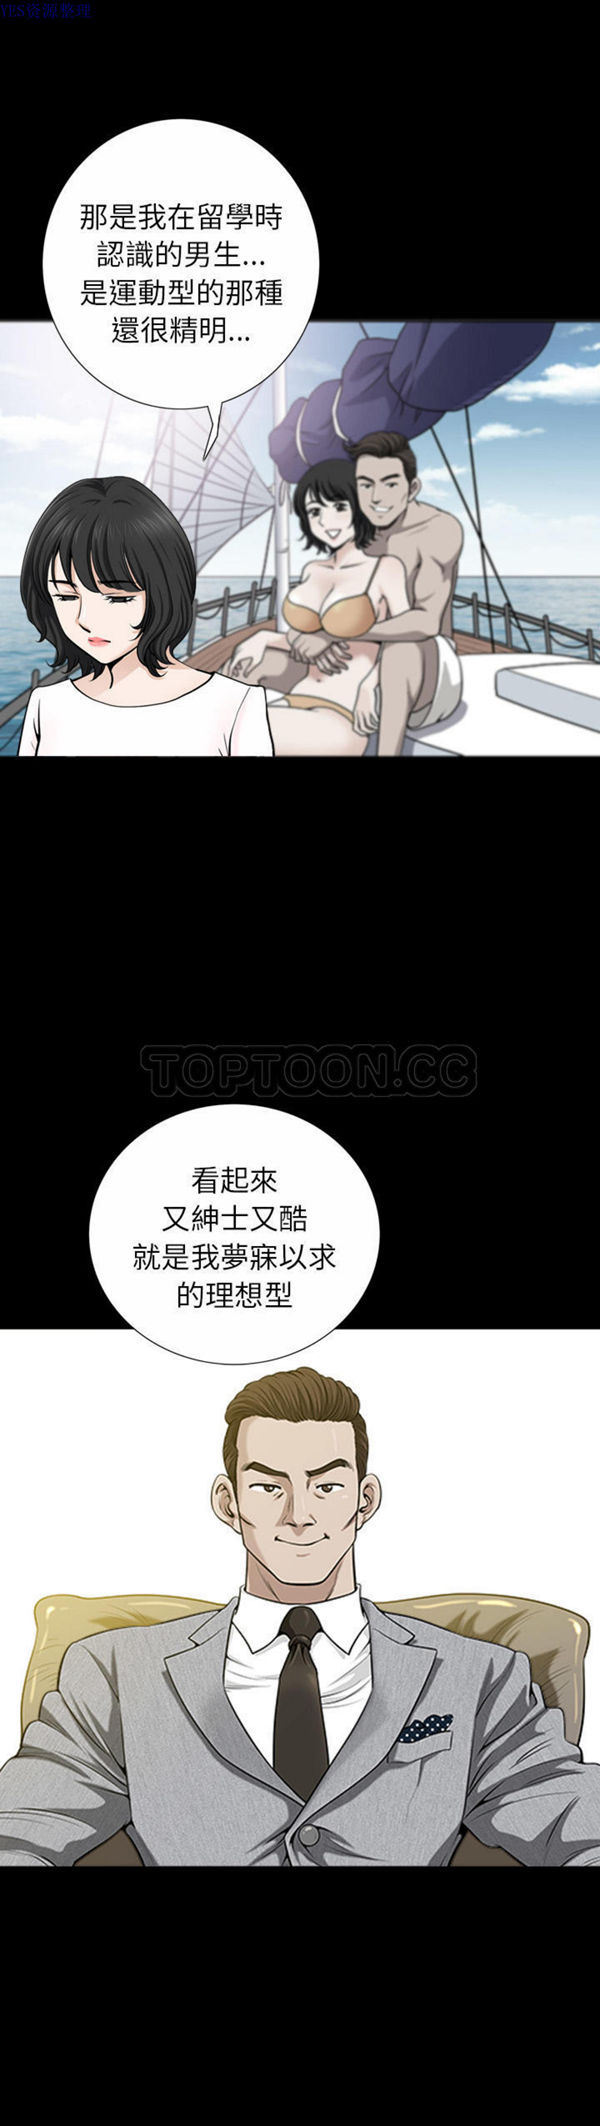 YES资源整理
那是我在留學時
認識的男生...
是運動型的那種
還很精明...
TOPTOON.CC
看起來
又紳士又酷
就是我夢寐以求
的理想型